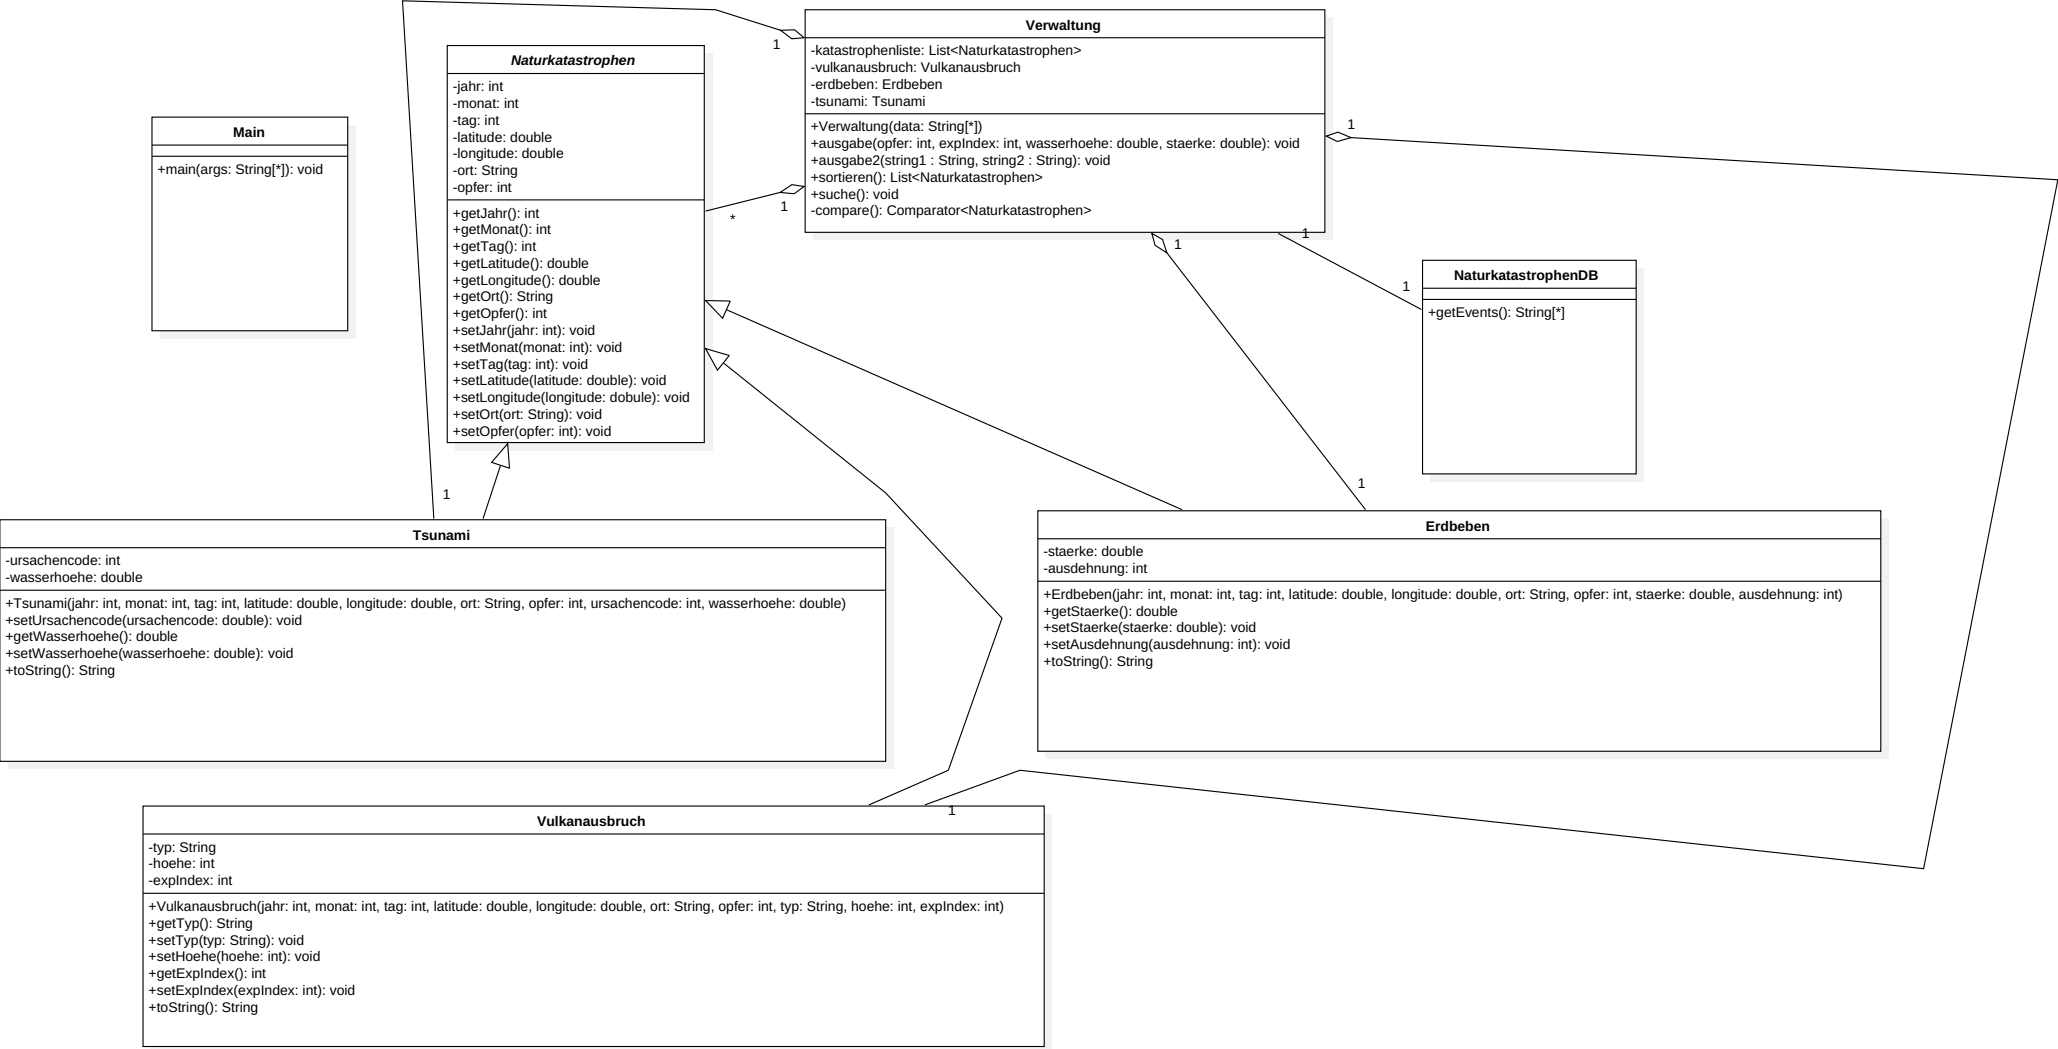 Verwaltung
-katastrophenliste: List<Naturkatastrophen>
-vulkanausbruch: Vulkanausbruch
-erdbeben: Erdbeben
-tsunami: Tsunami
+Verwaltung(data: String[*])
+ausgabe(opfer: int, expIndex: int, wasserhoehe: double, staerke: double): void
+ausgabe2(string1 : String, string2 : String): void
+sortieren(): List<Naturkatastrophen>
+suche(): void
-compare(): Comparator<Naturkatastrophen>
1
1
1
*
1
1
1
Naturkatastrophen
-jahr: int
-monat: int
-tag: int
-latitude: double
-longitude: double
-ort: String
-opfer: int
+getJahr(): int
+getMonat(): int
+getTag(): int
+getLatitude(): double
+getLongitude(): double
+getOrt(): String
+getOpfer(): int
+setJahr(jahr: int): void
+setMonat(monat: int): void
+setTag(tag: int): void
+setLatitude(latitude: double): void
+setLongitude(longitude: dobule): void
+setOrt(ort: String): void
+setOpfer(opfer: int): void
Main
+main(args: String[*]): void
1
NaturkatastrophenDB
+getEvents(): String[*]
1
1
Tsunami
-ursachencode: int
-wasserhoehe: double
+Tsunami(jahr: int, monat: int, tag: int, latitude: double, longitude: double, ort: String, opfer: int, ursachencode: int, wasserhoehe: double)
+setUrsachencode(ursachencode: double): void
+getWasserhoehe(): double
+setWasserhoehe(wasserhoehe: double): void
+toString(): String
Erdbeben
-staerke: double
-ausdehnung: int
+Erdbeben(jahr: int, monat: int, tag: int, latitude: double, longitude: double, ort: String, opfer: int, staerke: double, ausdehnung: int)
+getStaerke(): double
+setStaerke(staerke: double): void
+setAusdehnung(ausdehnung: int): void
+toString(): String
1
Vulkanausbruch
-typ: String
-hoehe: int
-expIndex: int
+Vulkanausbruch(jahr: int, monat: int, tag: int, latitude: double, longitude: double, ort: String, opfer: int, typ: String, hoehe: int, expIndex: int)
+getTyp(): String
+setTyp(typ: String): void
+setHoehe(hoehe: int): void
+getExpIndex(): int
+setExpIndex(expIndex: int): void
+toString(): String